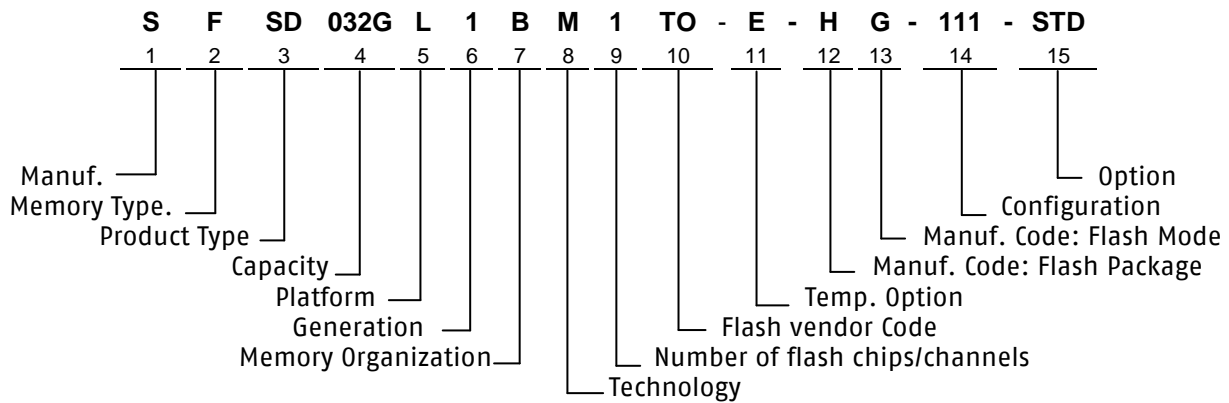 S F SD 032G L 1 B M 1 TO - E - H G - 111 - STD
1 2 3 4 5 6 7 8 9 10 11 12 13 14 15
Manuf. Option
Memory Type. Configuration
Product Type Manuf. Code: Flash Mode
Capacity Manuf. Code: Flash Package
Platform Temp. Option
Generation Flash vendor Code
Memory Organization Number of flash chips/channels
Technology